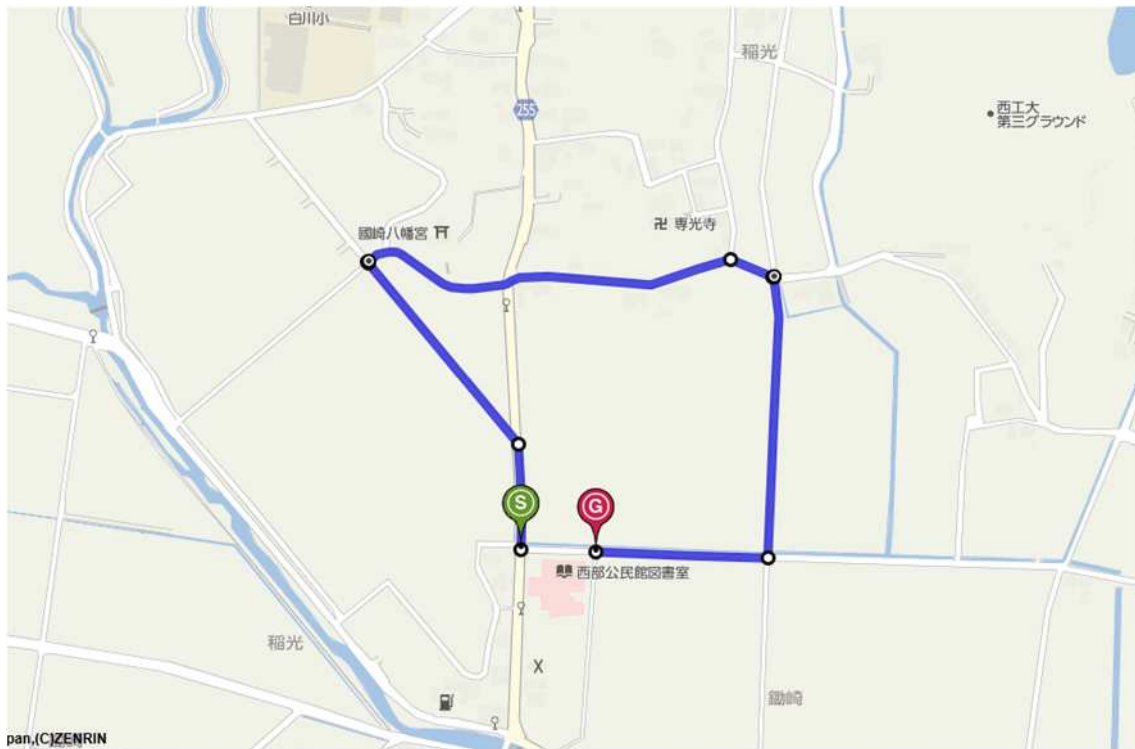 白川小
稲光
255
西工大
第三グラウンド
卍 専光寺
國崎八幡宮
S
G
西部公民館図書室
稲光
X
鋤崎
pan,(C)ZENRIN